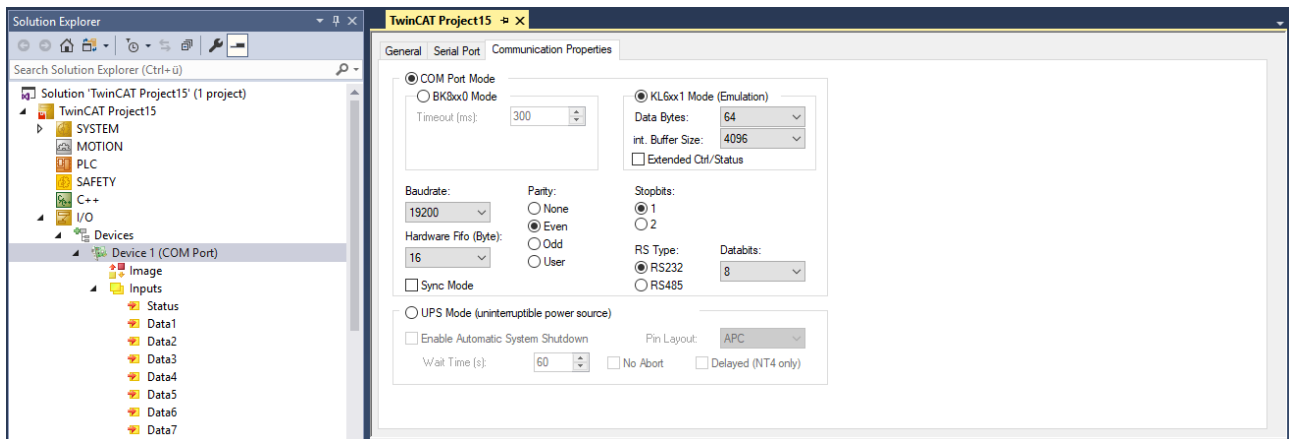 Solution Explorer
Search Solution Explorer (Ctrl+ü)
Solution 'TwinCAT Project15' (1 project)
TwinCAT Project15
SYSTEM
MOTION
PLC
SAFETY
C++
I/O
Devices
Device 1 (COM Port)
Image
Inputs
Status
Data1
Data2
Data3
Data4
Data5
Data6
Data7
TwinCAT Project15
General Serial Port Communication Properties
COM Port Mode
BK8xx0 Mode
Timeout (ms): 300
KL6xx1 Mode (Emulation)
Data Bytes: 64
int. Buffer Size: 4096
Extended Ctrl/Status
Baudrate:
19200
Hardware Fifo (Byte):
16
Sync Mode
Parity:
None
Even
Odd
User
Stopbits:
1
2
RS Type:
RS232
RS485
Databits:
8
UPS Mode (uninterruptible power source)
Enable Automatic System Shutdown Pin Layout: APC
Wait Time (s): 60 No Abort Delayed (NT4 only)